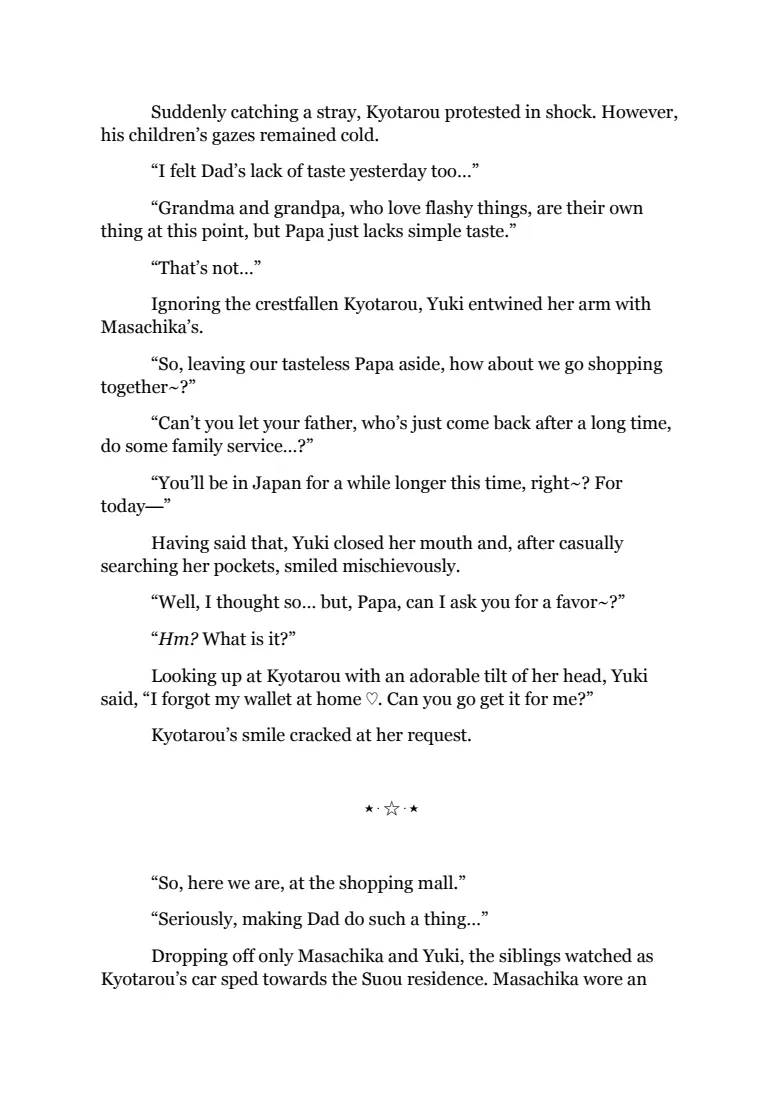 Suddenly catching a stray, Kyotarou protested in shock. However,
his children’s gazes remained cold.
“I felt Dad’s lack of taste yesterday too...”
“Grandma and grandpa, who love flashy things, are their own
thing at this point, but Papa just lacks simple taste.”
“That’s not...”
Ignoring the crestfallen Kyotarou, Yuki entwined her arm with
Masachika’s.
“So, leaving our tasteless Papa aside, how about we go shopping
together~?”
“Can’t you let your father, who’s just come back after a long time,
do some family service...?”
“You’ll be in Japan for a while longer this time, right~? For
today—”
Having said that, Yuki closed her mouth and, after casually
searching her pockets, smiled mischievously.
“Well, I thought so... but, Papa, can I ask you for a favor~?”
“Hm? What is it?”
Looking up at Kyotarou with an adorable tilt of her head, Yuki
said, “I forgot my wallet at home ♡. Can you go get it for me?”
Kyotarou’s smile cracked at her request.
⋆·☆·⋆
“So, here we are, at the shopping mall.”
“Seriously, making Dad do such a thing...”
Dropping off only Masachika and Yuki, the siblings watched as
Kyotarou’s car sped towards the Suou residence. Masachika wore an